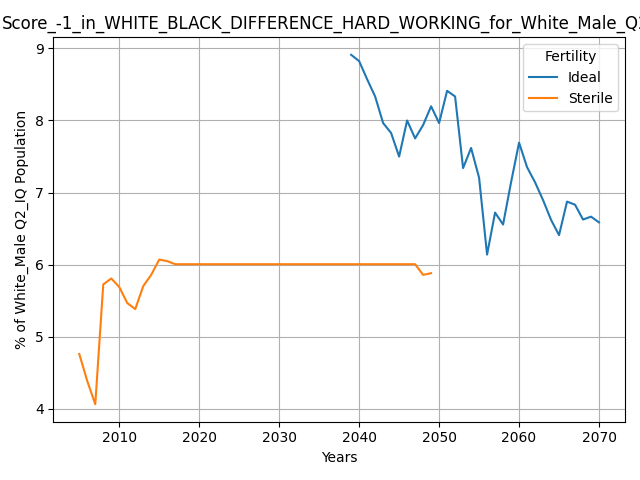 Score_-1_in_WHITE_BLACK_DIFFERENCE_HARD_WORKING_for_White_Male_Q
9
8
7
6
5
4
% of White_Male Q2_IQ Population
Fertility
Ideal
Sterile
2010 2020 2030 2040 2050 2060 2070
Years